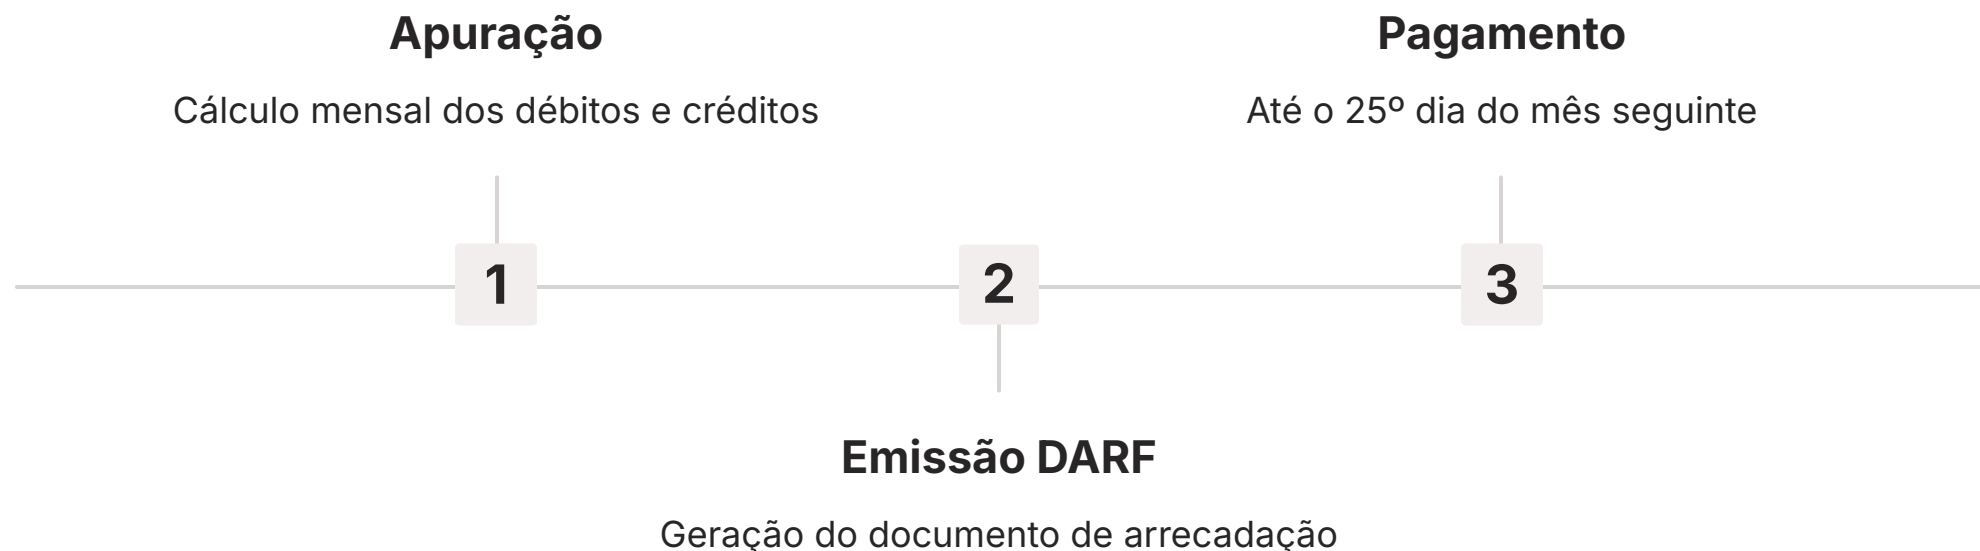 Apuração
Cálculo mensal dos débitos e créditos
Pagamento
Até o 25º dia do mês seguinte
1
2
3
Emissão DARF
Geração do documento de arrecadação